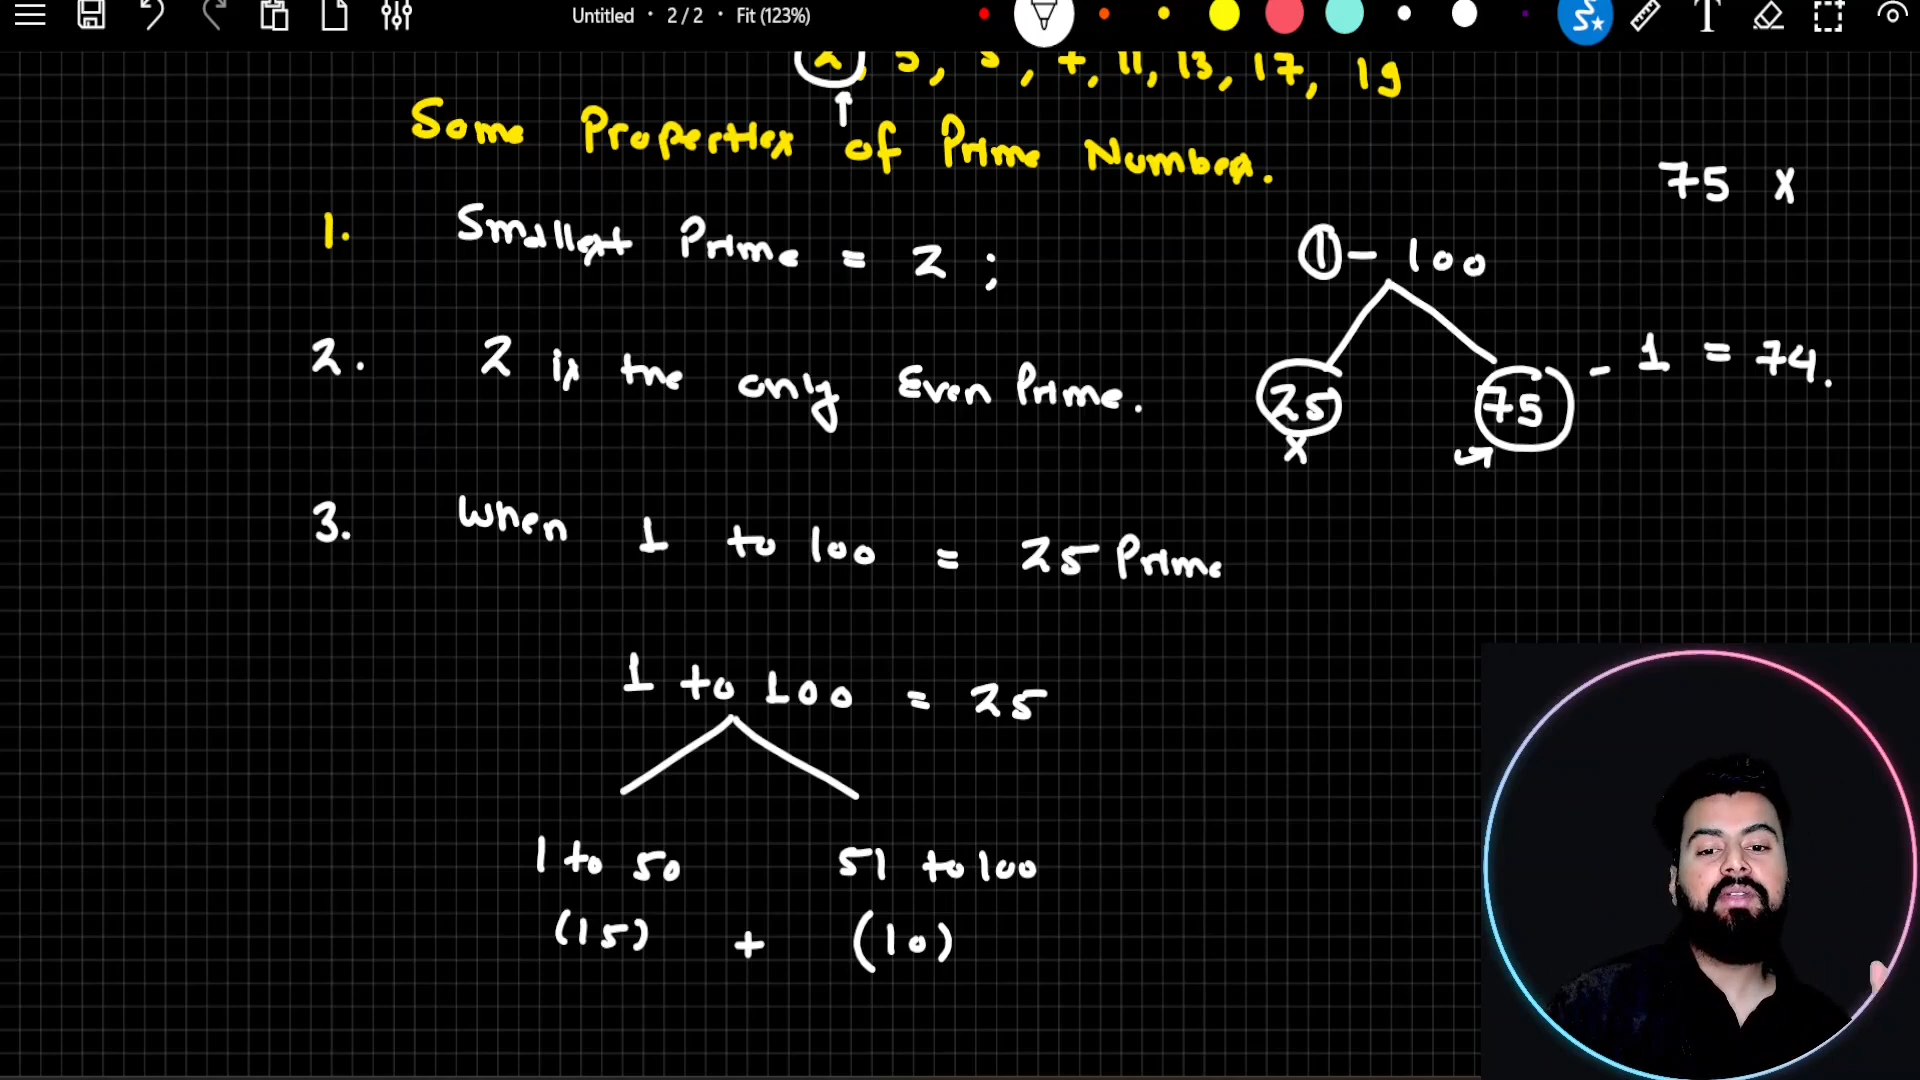 Untitled • 2 / 2 • Fit (123%)
2, 3, 5, 7, 11, 13, 17, 19
Some Properties of Prime Number.
75 x
1. Smallest Prime = 2 ;
1 - 100
2. 2 is the only Even Prime.
25 75 - 1 = 74.
x
3. When 1 to 100 = 25 Prime
1 to 100 = 25
1 to 50 51 to 100
(15) + (10)